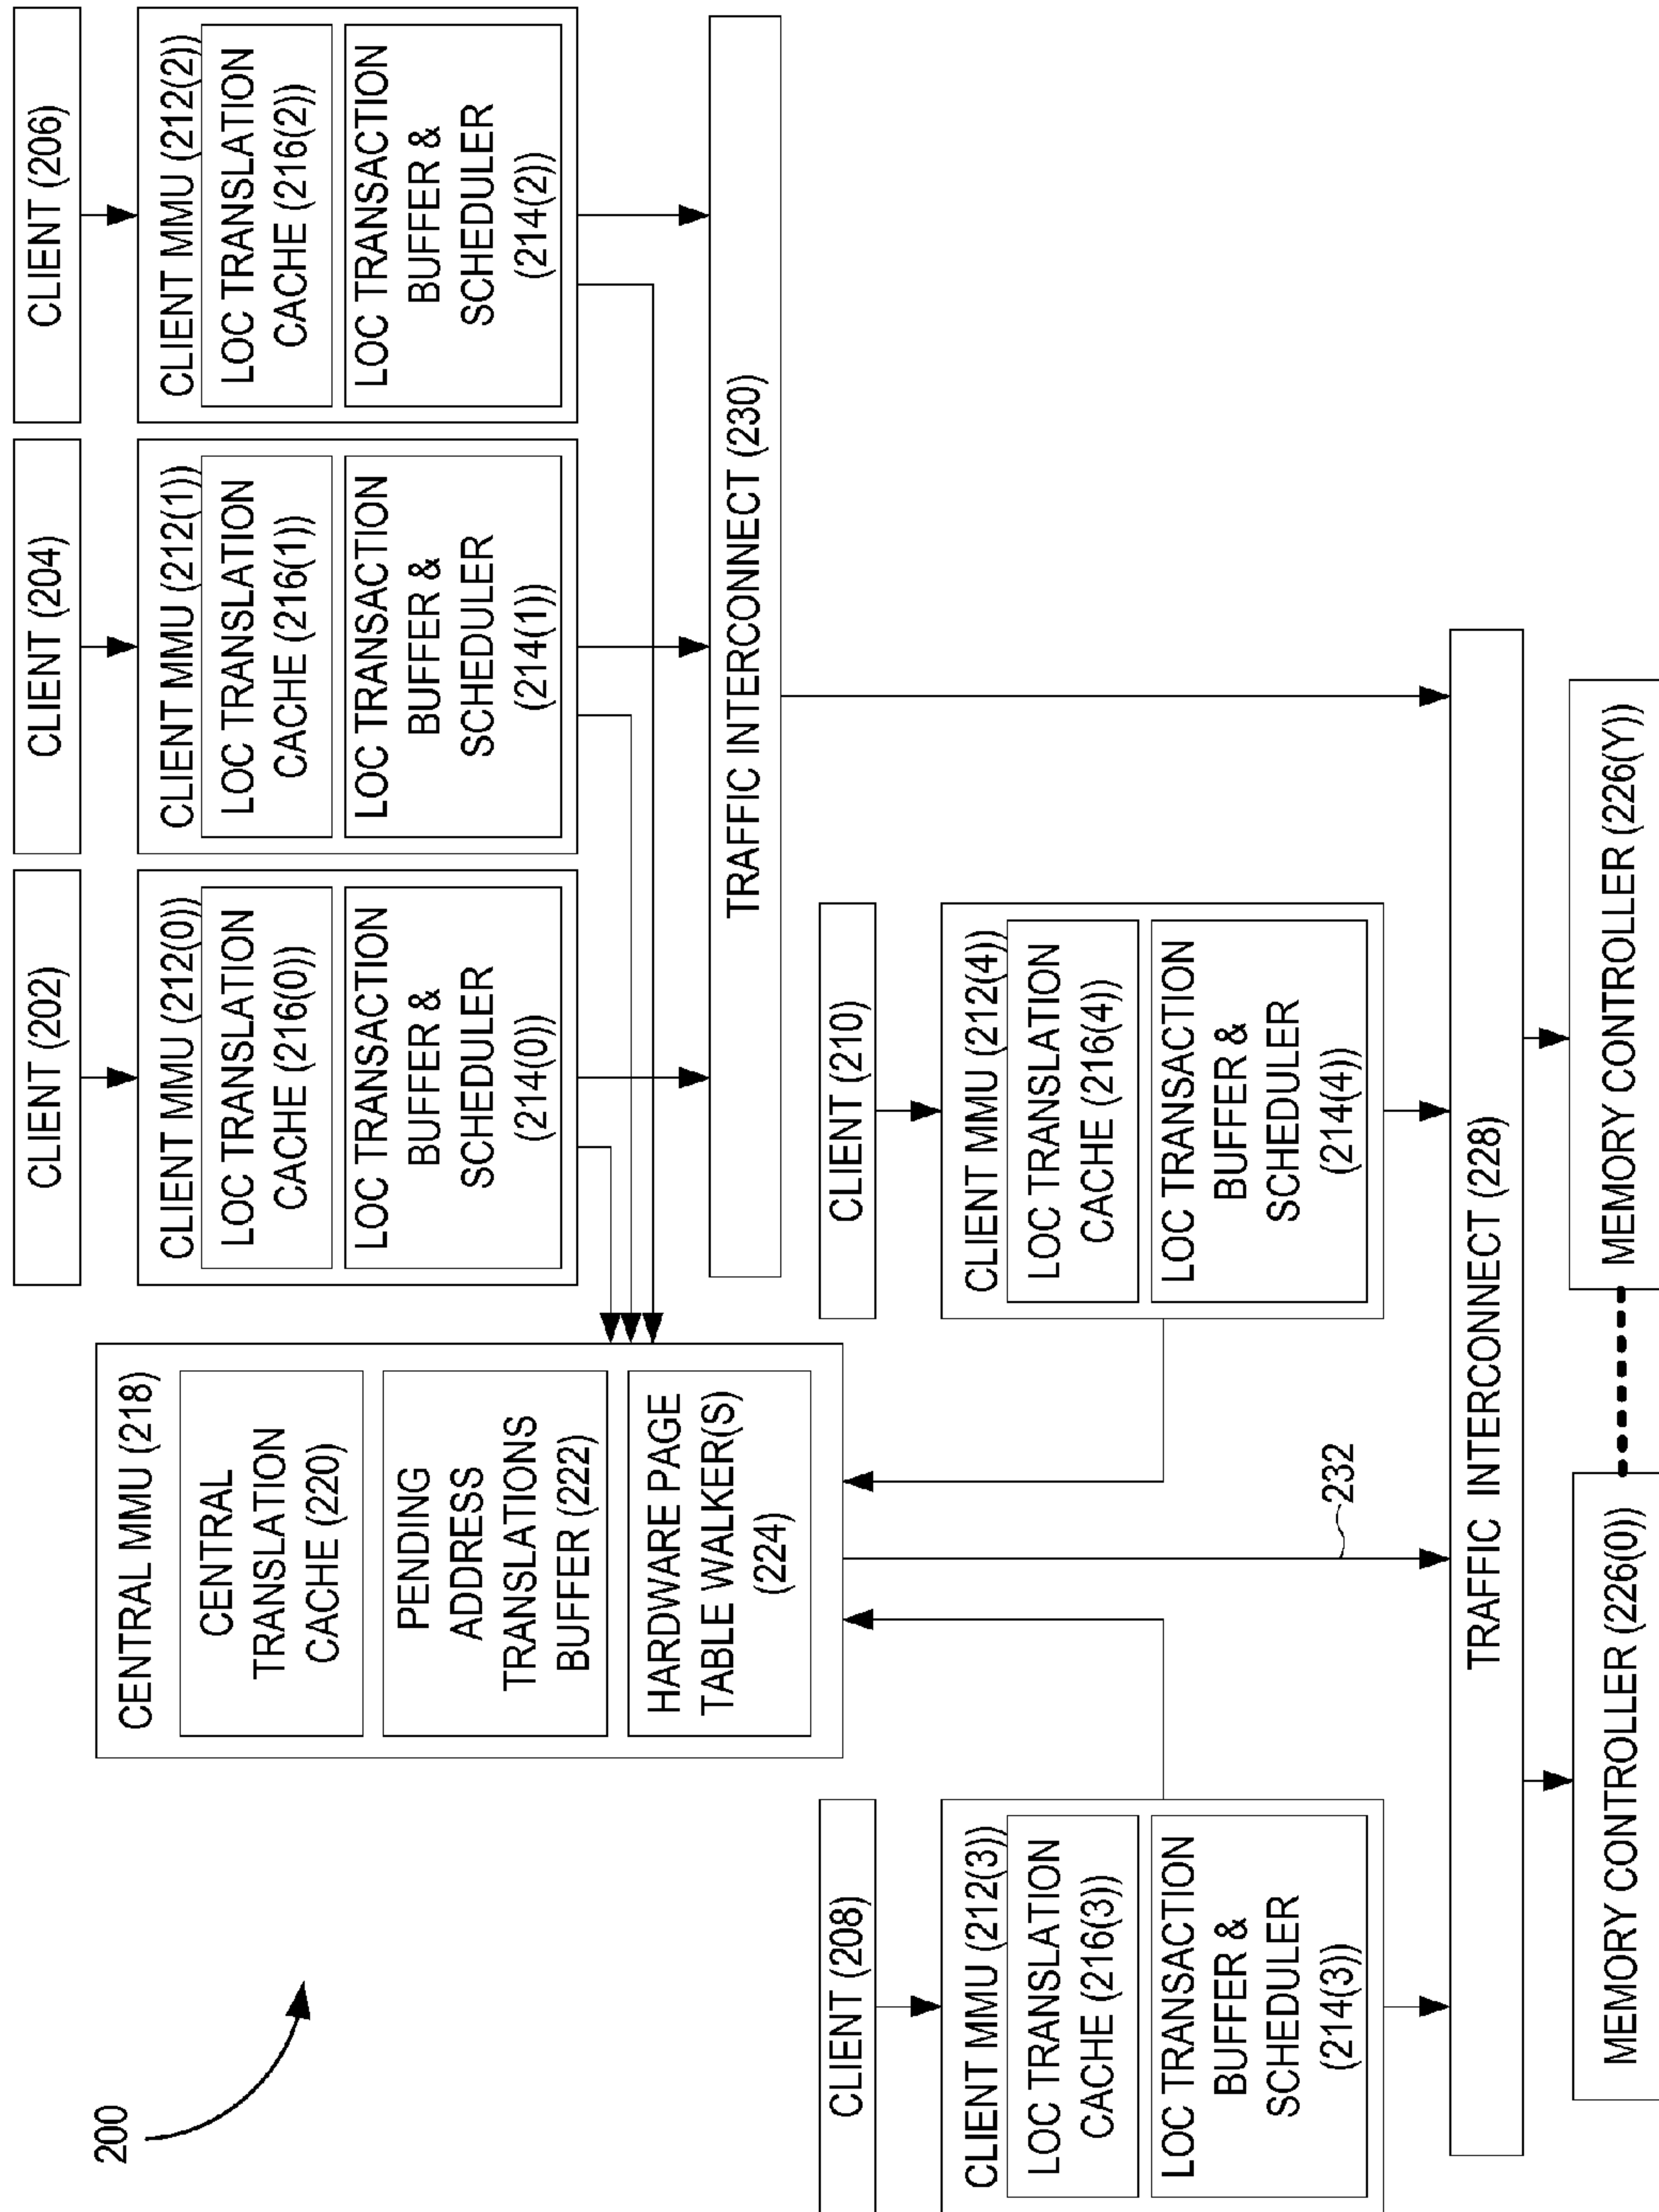 200
CLIENT (202)
CLIENT (204)
CLIENT (206)
CLIENT MMU (212(0))
LOC TRANSLATION
CACHE (216(0))
LOC TRANSACTION
BUFFER &
SCHEDULER
(214(0))
CLIENT MMU (212(1))
LOC TRANSLATION
CACHE (216(1))
LOC TRANSACTION
BUFFER &
SCHEDULER
(214(1))
CLIENT MMU (212(2))
LOC TRANSLATION
CACHE (216(2))
LOC TRANSACTION
BUFFER &
SCHEDULER
(214(2))
CENTRAL MMU (218)
CENTRAL
TRANSLATION
CACHE (220)
PENDING
ADDRESS
TRANSLATIONS
BUFFER (222)
HARDWARE PAGE
TABLE WALKER(S)
(224)
TRAFFIC INTERCONNECT (230)
CLIENT (208)
CLIENT MMU (212(3))
LOC TRANSLATION
CACHE (216(3))
LOC TRANSACTION
BUFFER &
SCHEDULER
(214(3))
CLIENT (210)
CLIENT MMU (212(4))
LOC TRANSLATION
CACHE (216(4))
LOC TRANSACTION
BUFFER &
SCHEDULER
(214(4))
232
TRAFFIC INTERCONNECT (228)
MEMORY CONTROLLER (226(0))
MEMORY CONTROLLER (226(Y))